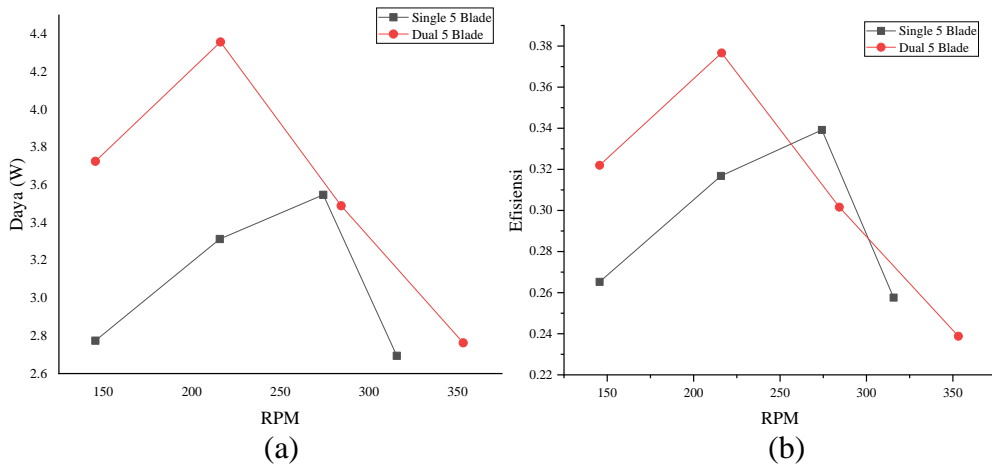 Single 5 Blade
Dual 5 Blade
4.4
4.2
4.0
3.8
3.6
3.4
3.2
3.0
2.8
2.6
Daya (W)
150 200 250 300 350
RPM
(a)
Single 5 Blade
Dual 5 Blade
0.38
0.36
0.34
0.32
0.30
0.28
0.26
0.24
0.22
Efisiensi
150 200 250 300 350
RPM
(b)